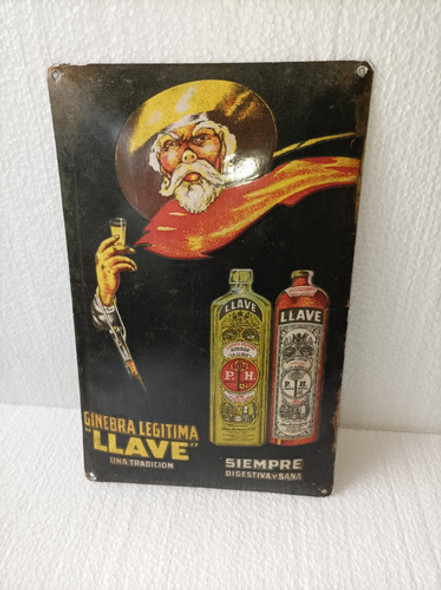 GINEBRA LEGITIMA
"LLAVE"
UNA TRADICION
LLAVE
P. H.
LLAVE
P. H.
SIEMPRE
DIGESTIVA Y SANA